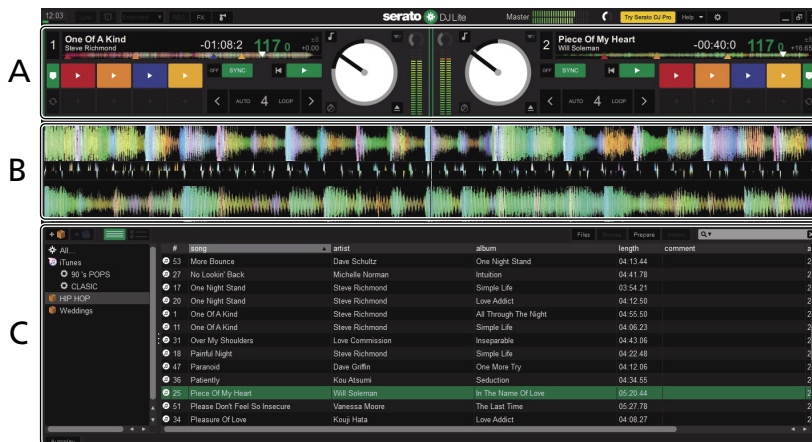 12:03 REC FX serato DJ Lite Master Try Serato DJ Pro Help
A
1 One Of A Kind
Steve Richmond
-01:08:2 117.0 ±8 +0.00
OFF SYNC
AUTO 4 LOOP
2 Piece Of My Heart
Will Soleman
-00:40:0 117.0 +16.65
OFF SYNC
AUTO 4 LOOP
B
C
Files Prepare
# song artist album length comment
All...
iTunes
90 's POPS
CLASIC
HIP HOP
Weddings
53 More Bounce Dave Schultz One Night Stand 04:13.44
27 No Lookin' Back Michelle Norman Intuition 04:41.78
17 One Night Stand Steve Richmond Simple Life 03:54.21
20 One Night Stand Steve Richmond Love Addict 04:12.50
1 One Of A Kind Steve Richmond All Through The Night 04:55.50
11 One Of A Kind Steve Richmond Simple Life 04:06.23
31 Over My Shoulders Love Commission Inseparable 04:43.06
18 Painful Night Steve Richmond Simple Life 04:22.48
47 Paranoid Dave Griffin One More Try 04:12.06
36 Patiently Kou Atsumi Seduction 04:34.55
25 Piece Of My Heart Will Soleman In The Name Of Love 05:20.44
51 Please Don't Feel So Insecure Vanessa Moore The Last Time 05:27.78
34 Pleasure Of Love Kouji Hata Love Addict 04:08.27
Autoplay